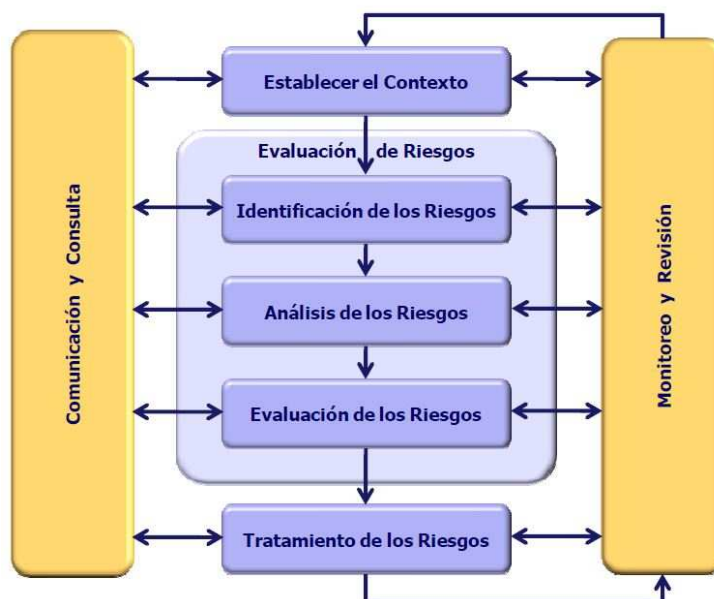 Establecer el Contexto
Evaluación de Riesgos
Identificación de los Riesgos
Análisis de los Riesgos
Evaluación de los Riesgos
Tratamiento de los Riesgos
Comunicación y Consulta
Monitoreo y Revisión